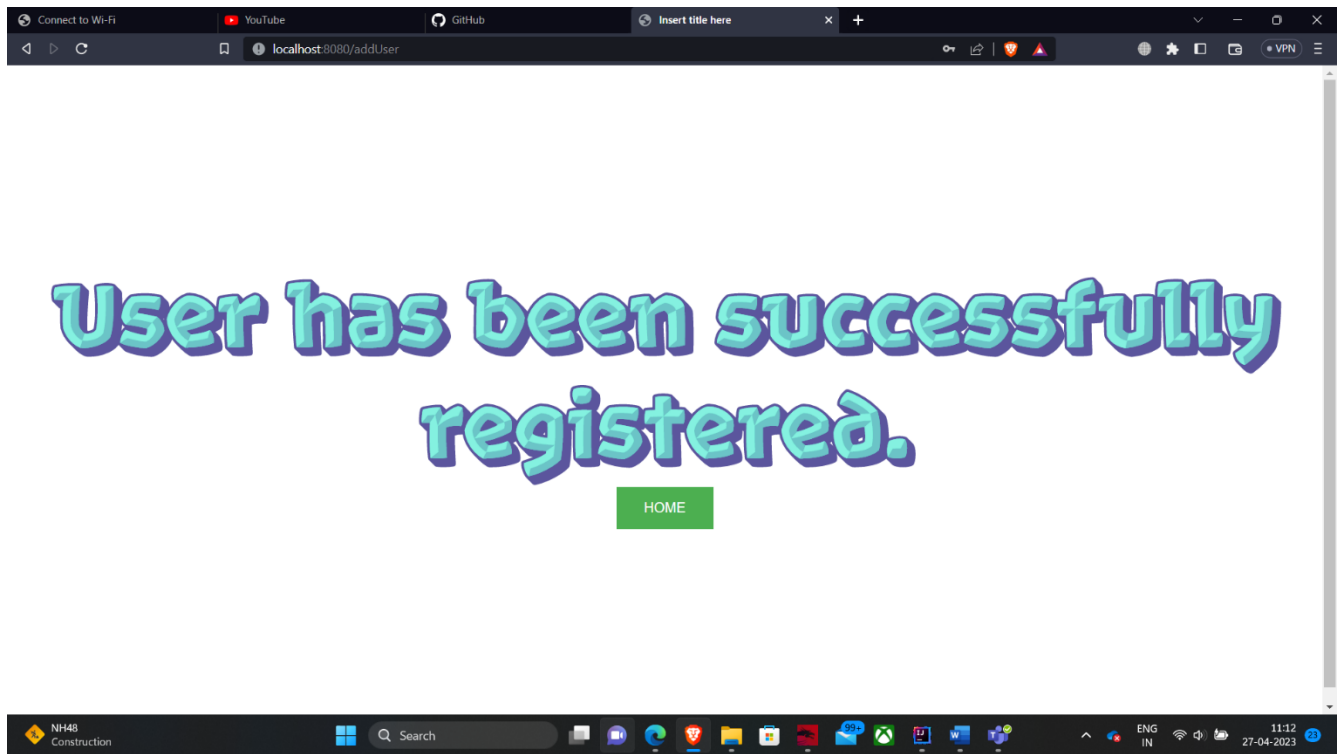 Connect to Wi-Fi
YouTube
GitHub
Insert title here
localhost:8080/addUser
VPN
User has been successfully
registered.
HOME
NH48
Construction
Search
99+
ENG
IN
11:12
27-04-2023
23